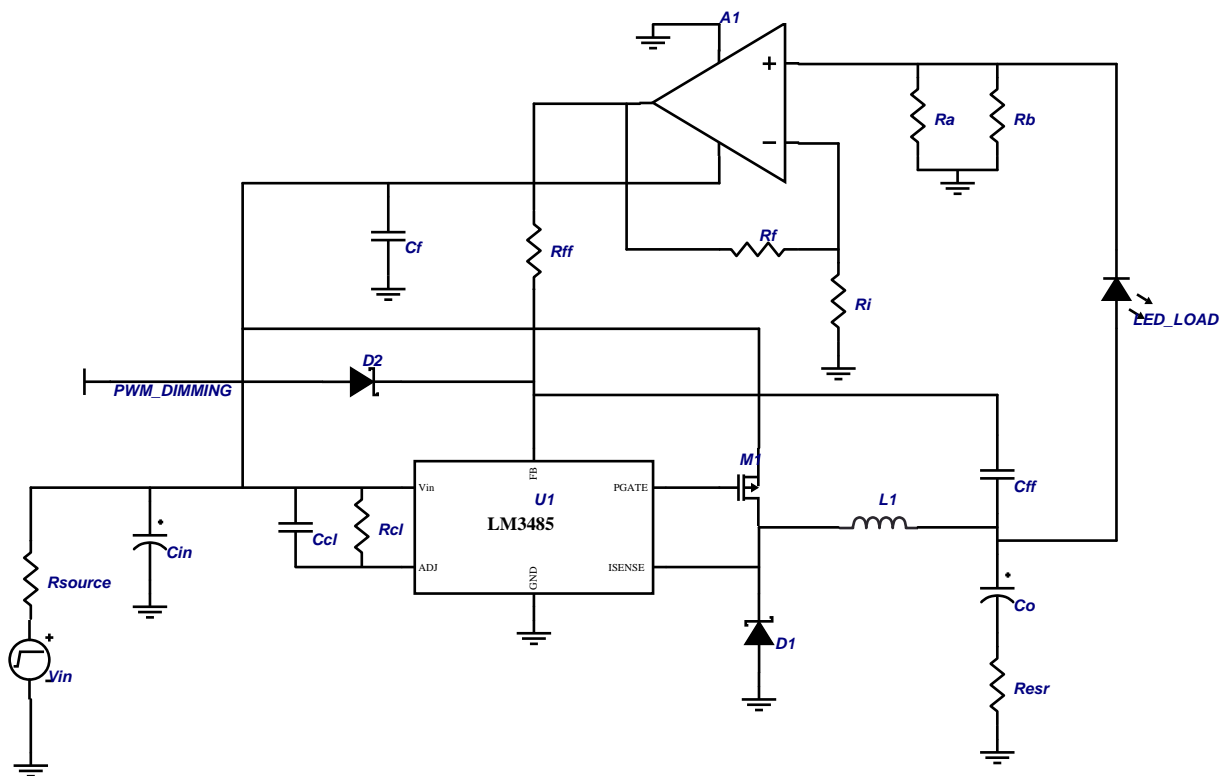 A1
+
−
Ra
Rb
Cf
Rff
Rf
Ri
LED_LOAD
D2
PWM_DIMMING
M1
Vin
FB
PGATE
U1
LM3485
L1
Cff
Cin
Ccl
Rcl
ADJ
GND
ISENSE
Rsource
Co
+
Vin
-
D1
Resr